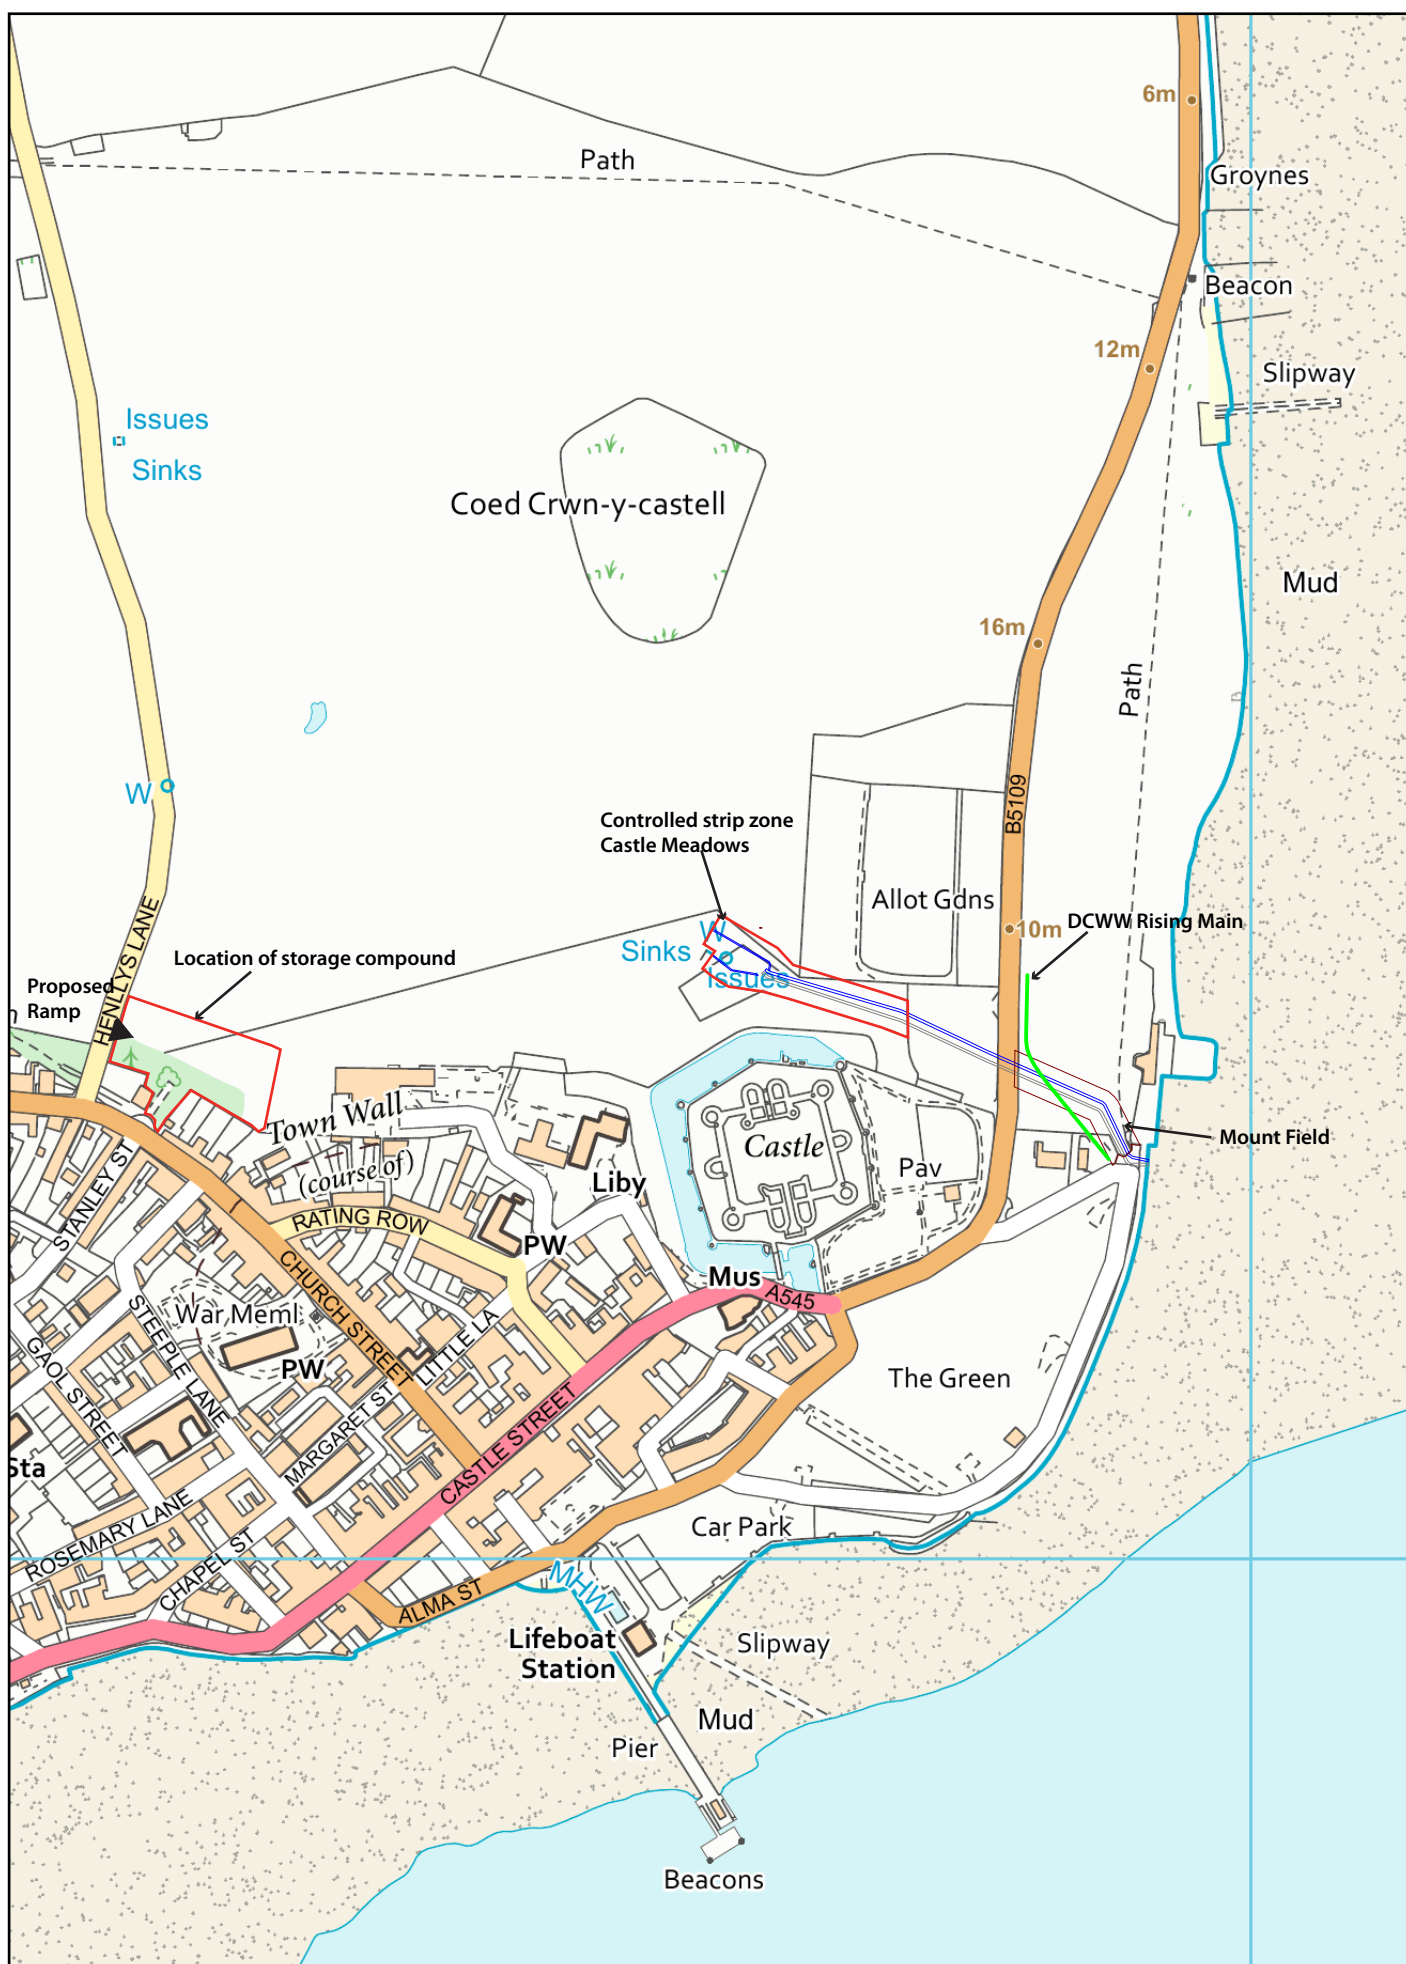 6m
Path
Groynes
Beacon
12m
Slipway
Issues
Sinks
Coed Crwn-y-castell
Mud
16m
Path
W
B5109
Controlled strip zone
Castle Meadows
Allot Gdns
W
10m
DCWW Rising Main
Sinks
Issues
HENLLYS LANE
Location of storage compound
Proposed
Ramp
n
Town Wall
(course of)
Castle
Mount Field
Pav
Liby
STANLEY ST
RATING ROW
PW
CHURCH STREET
Mus
A545
War Meml
STEEPLE LANE
LITTLE LA
PW
GAOL STREET
MARGARET ST
The Green
CASTLE STREET
Sta
ROSEMARY LANE
CHAPEL ST
Car Park
MHW
ALMA ST
Lifeboat
Station
Slipway
Mud
Pier
Beacons